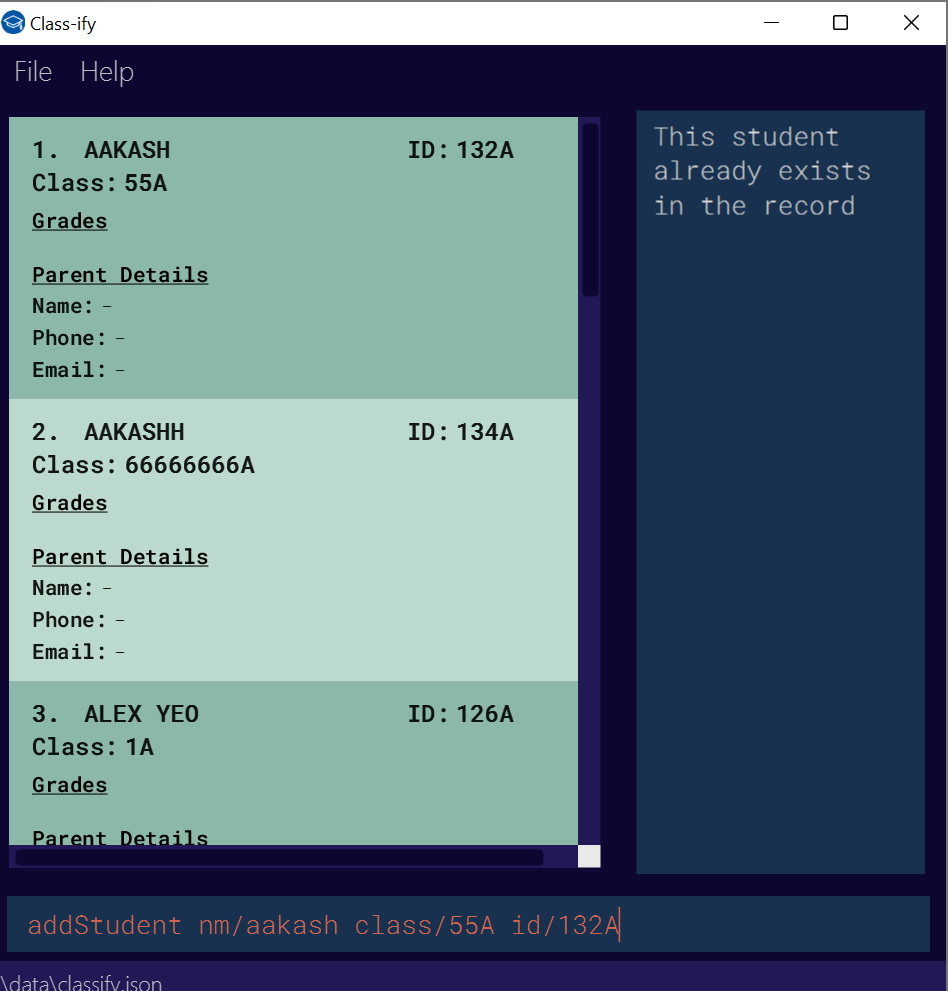 Class-ify
File Help
1. AAKASH ID: 132A
Class: 55A
Grades
Parent Details
Name: -
Phone: -
Email: -
2. AAKASHH ID: 134A
Class: 66666666A
Grades
Parent Details
Name: -
Phone: -
Email: -
3. ALEX YEO ID: 126A
Class: 1A
Grades
Parent Details
This student
already exists
in the record
addStudent nm/aakash class/55A id/132A
\data\classify.json